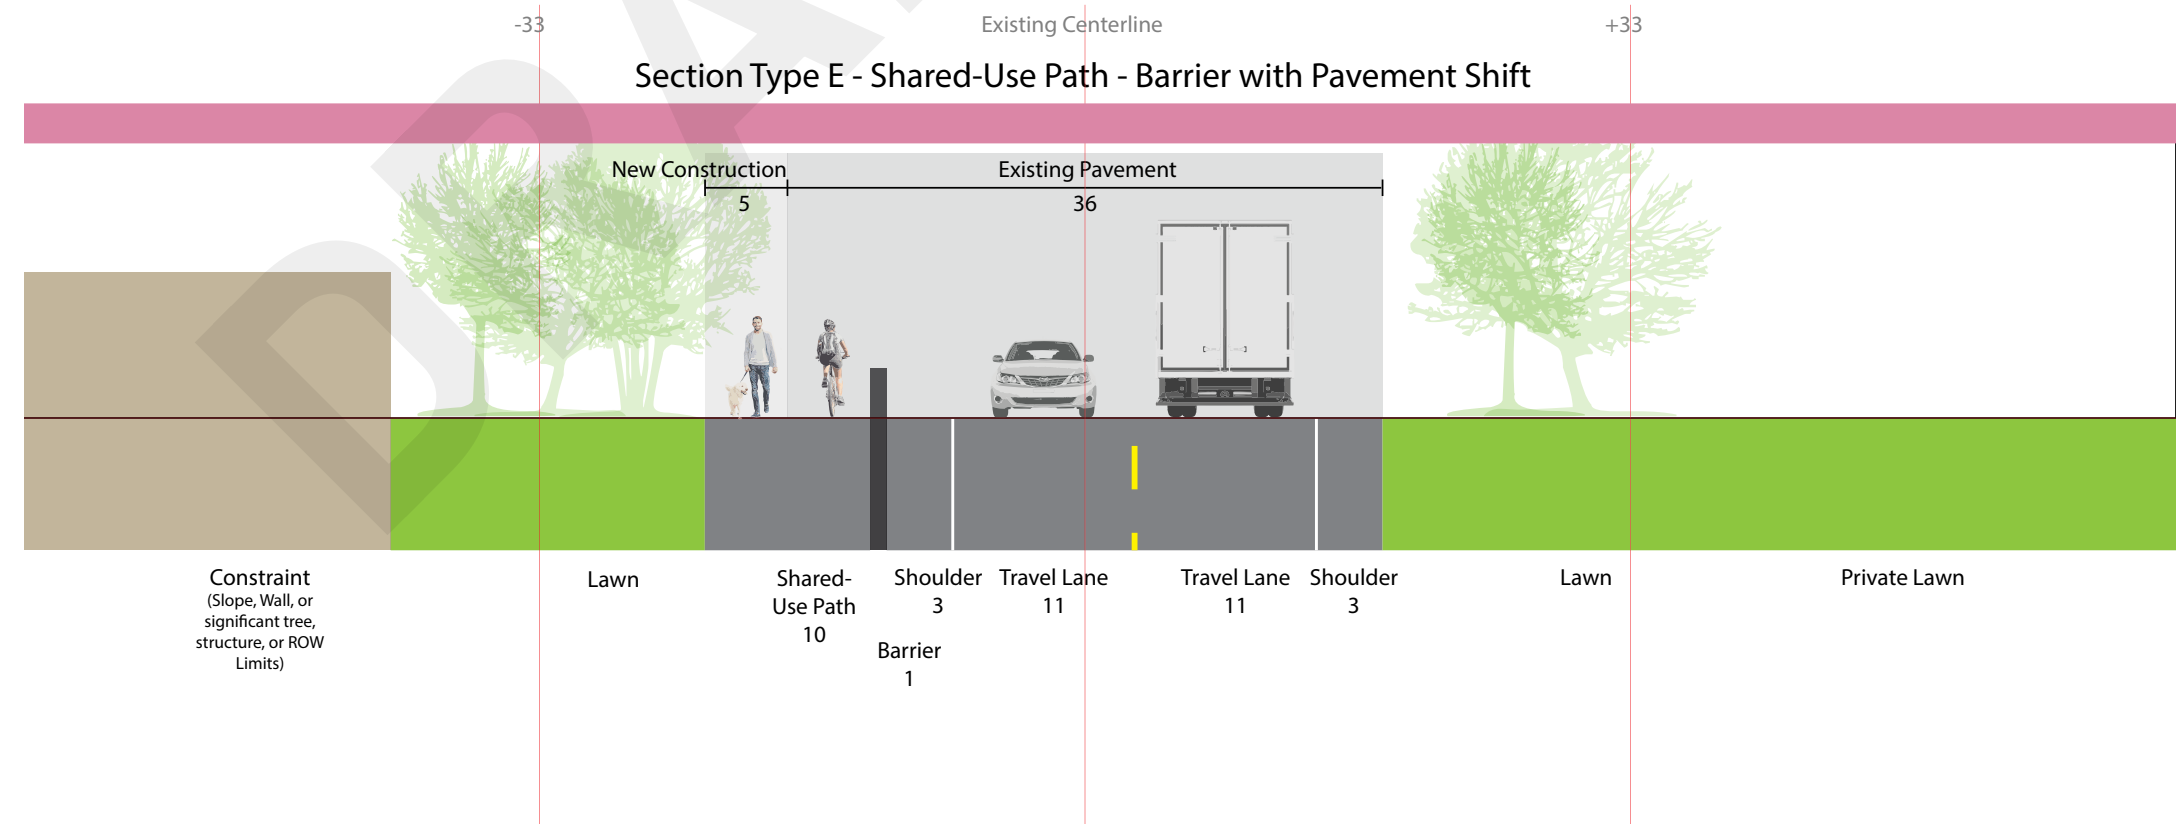 -33
Existing Centerline
+33
Section Type E - Shared-Use Path - Barrier with Pavement Shift
New Construction
Existing Pavement
5
36
Constraint
(Slope, Wall, or
significant tree,
structure, or ROW
Limits)
Lawn
Shared-
Use Path
10
Barrier
1
Shoulder
3
Travel Lane
11
Travel Lane
11
Shoulder
3
Lawn
Private Lawn